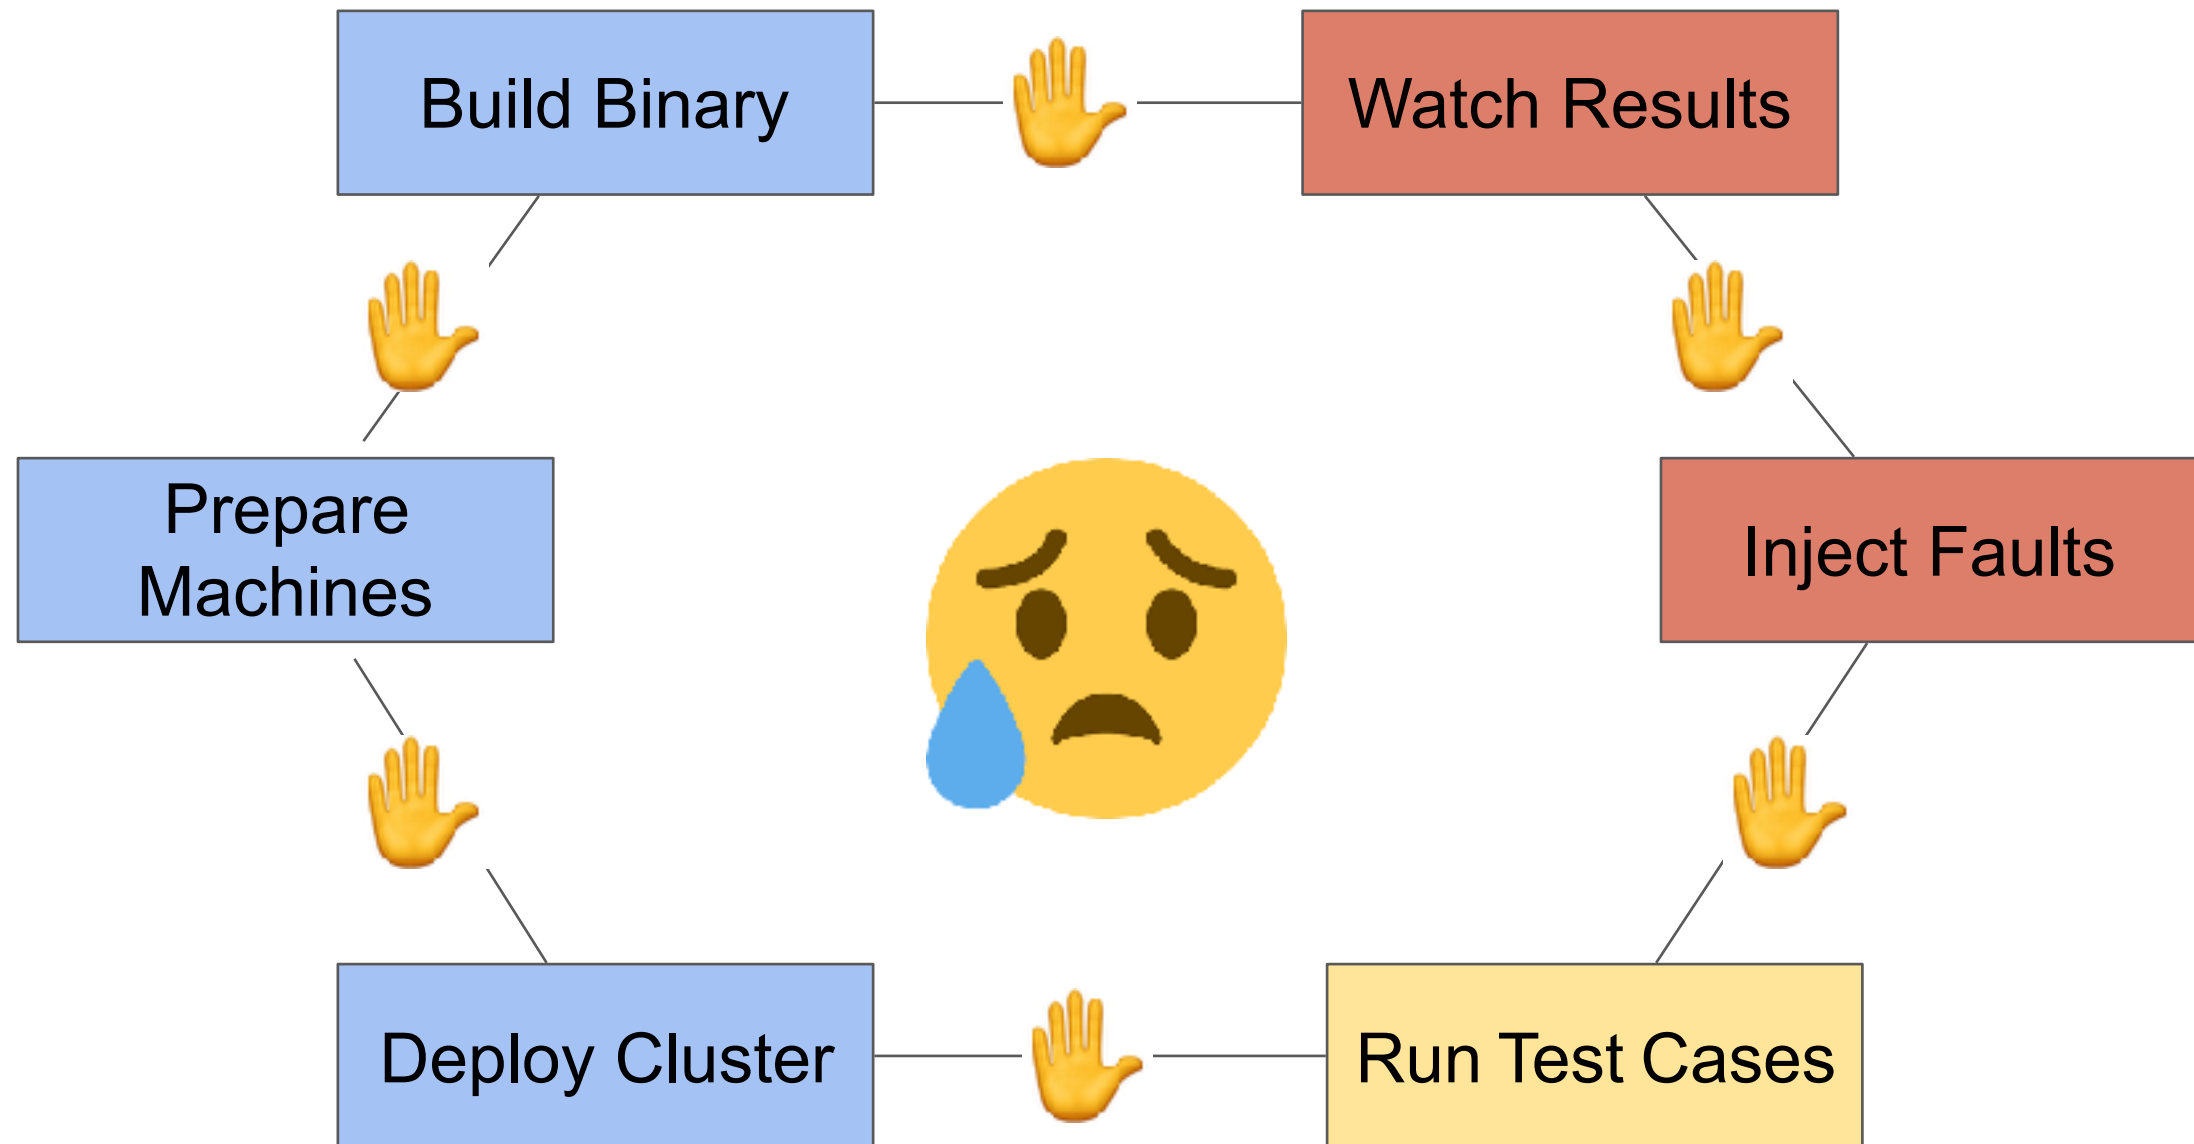 Build Binary
Watch Results
Prepare
Machines
Inject Faults
Deploy Cluster
Run Test Cases